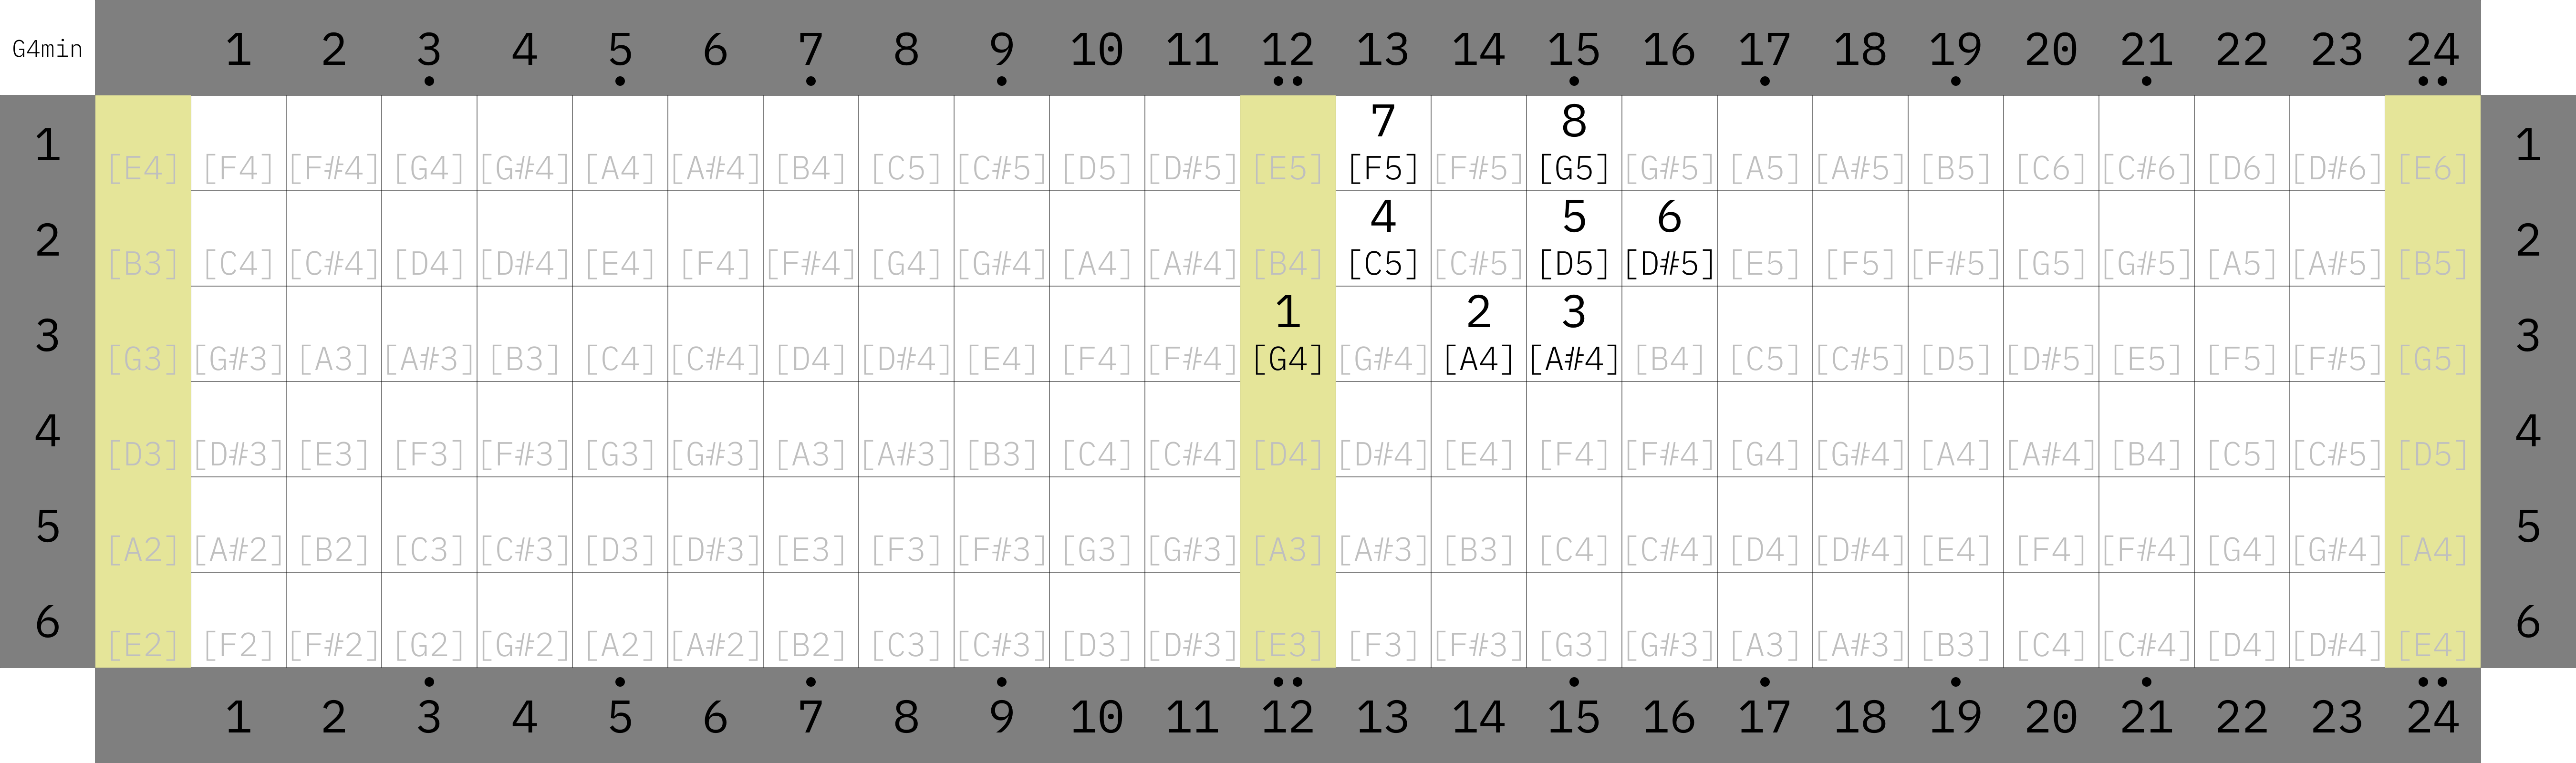 G4min 1 2 3 4 5 6 7 8 9 10 11 12 13 14 15 16 17 18 19 20 21 22 23 24
7 8
1 [E4] [F4] [F#4] [G4] [G#4] [A4] [A#4] [B4] [C5] [C#5] [D5] [D#5] [E5] [F5] [F#5] [G5] [G#5] [A5] [A#5] [B5] [C6] [C#6] [D6] [D#6] [E6] 1
4 5 6
2 [B3] [C4] [C#4] [D4] [D#4] [E4] [F4] [F#4] [G4] [G#4] [A4] [A#4] [B4] [C5] [C#5] [D5] [D#5] [E5] [F5] [F#5] [G5] [G#5] [A5] [A#5] [B5] 2
1 2 3
3 [G3] [G#3] [A3] [A#3] [B3] [C4] [C#4] [D4] [D#4] [E4] [F4] [F#4] [G4] [G#4] [A4] [A#4] [B4] [C5] [C#5] [D5] [D#5] [E5] [F5] [F#5] [G5] 3
4 [D3] [D#3] [E3] [F3] [F#3] [G3] [G#3] [A3] [A#3] [B3] [C4] [C#4] [D4] [D#4] [E4] [F4] [F#4] [G4] [G#4] [A4] [A#4] [B4] [C5] [C#5] [D5] 4
5 [A2] [A#2] [B2] [C3] [C#3] [D3] [D#3] [E3] [F3] [F#3] [G3] [G#3] [A3] [A#3] [B3] [C4] [C#4] [D4] [D#4] [E4] [F4] [F#4] [G4] [G#4] [A4] 5
6 [E2] [F2] [F#2] [G2] [G#2] [A2] [A#2] [B2] [C3] [C#3] [D3] [D#3] [E3] [F3] [F#3] [G3] [G#3] [A3] [A#3] [B3] [C4] [C#4] [D4] [D#4] [E4] 6
1 2 3 4 5 6 7 8 9 10 11 12 13 14 15 16 17 18 19 20 21 22 23 24